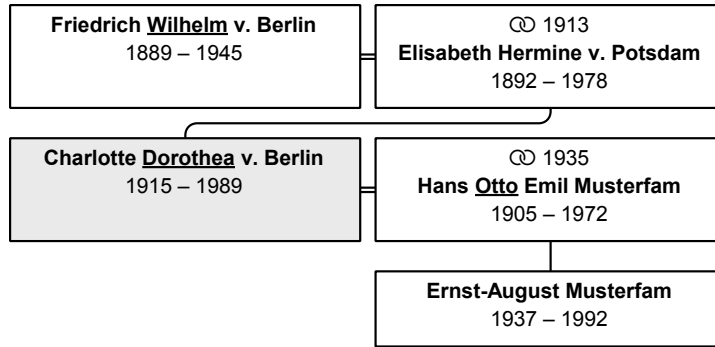 Friedrich Wilhelm v. Berlin
1889 – 1945
⚭ 1913
Elisabeth Hermine v. Potsdam
1892 – 1978
Charlotte Dorothea v. Berlin
1915 – 1989
⚭ 1935
Hans Otto Emil Musterfam
1905 – 1972
Ernst-August Musterfam
1937 – 1992